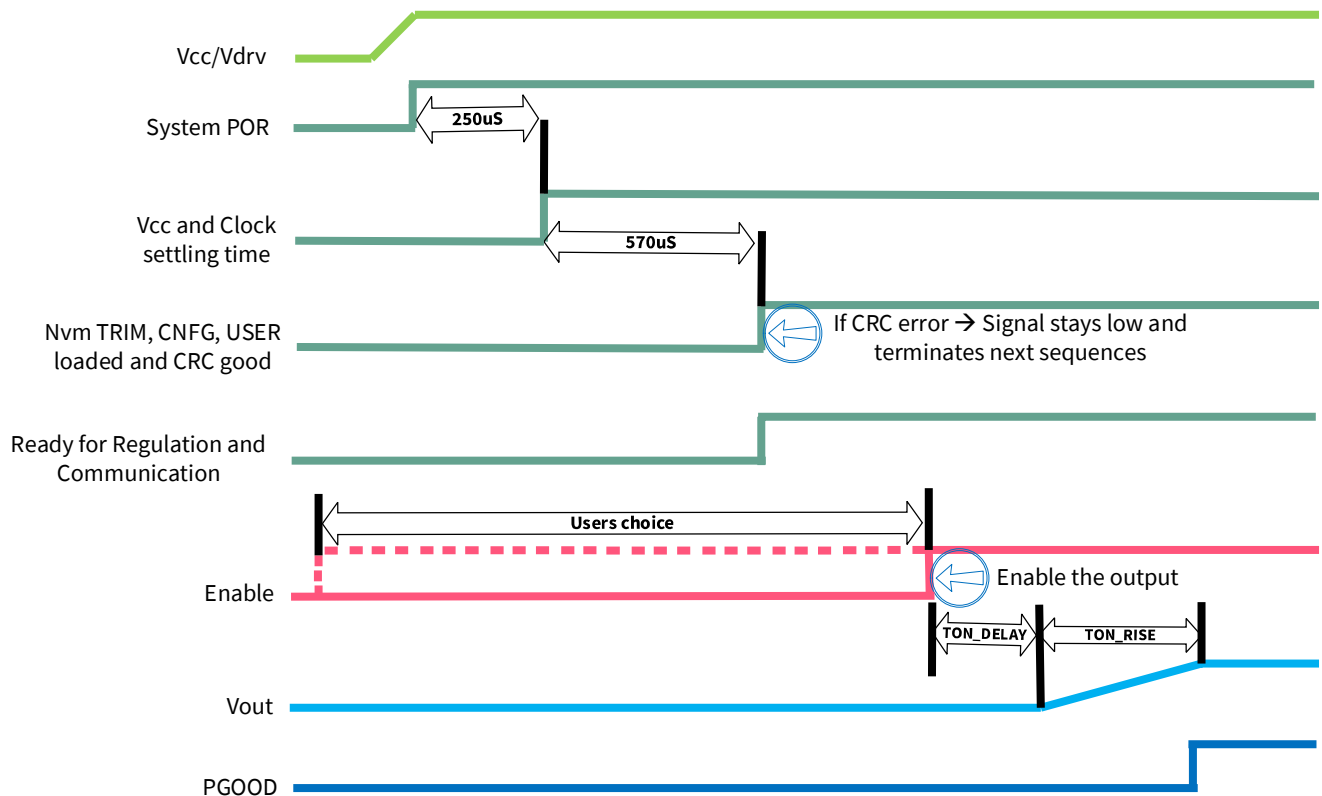 Vcc/Vdrv
System POR
250uS
Vcc and Clock
settling time
570uS
Nvm TRIM, CNFG, USER
loaded and CRC good
If CRC error → Signal stays low and
terminates next sequences
Ready for Regulation and
Communication
Users choice
Enable
Enable the output
TON_DELAY
TON_RISE
Vout
PGOOD